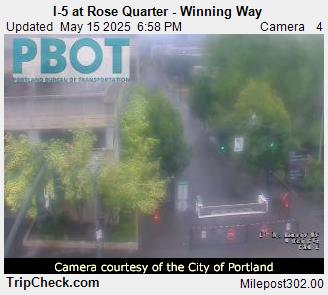 I-5 at Rose Quarter - Winning Way
Updated  May 15 2025  6:58 PM Camera 4
PBOT
PORTLAND BUREAU OF TRANSPORTATION
Camera courtesy of the City of Portland
TripCheck.com Milepost302.00